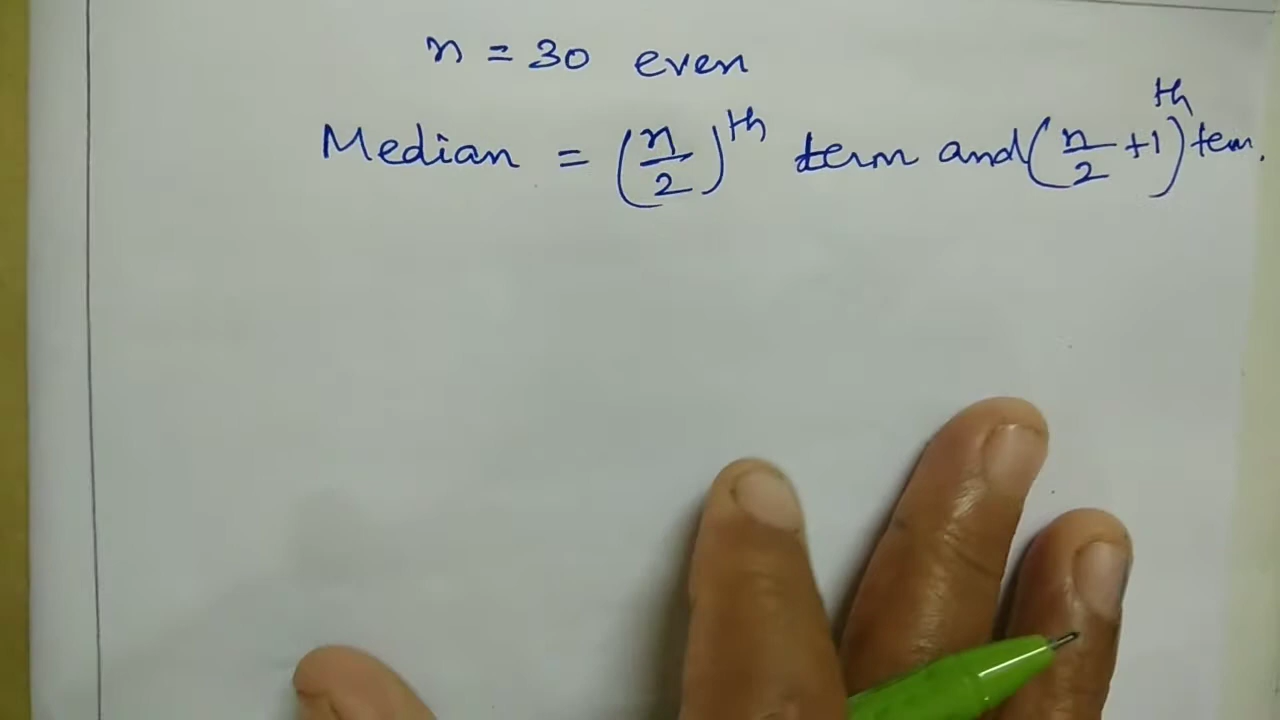 n = 30 even
Median = (n/2)th term and (n/2 +1)th tem.